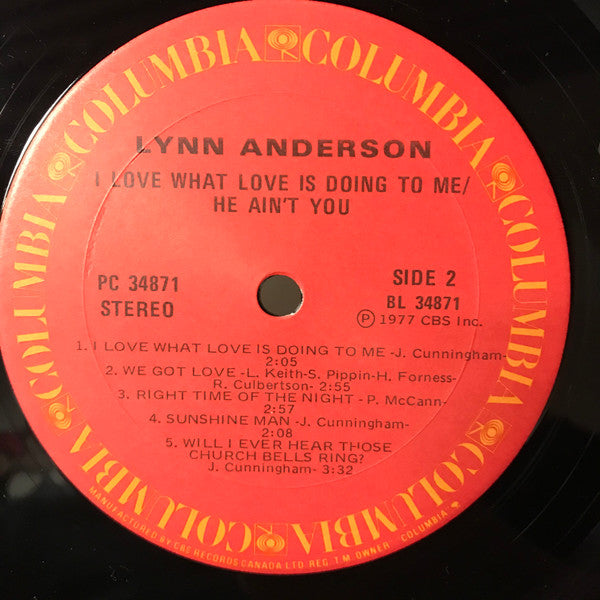 COLUMBIA COLUMBIA COLUMBIA COLUMBIA COLUMBIA COLUMBIA
LYNN ANDERSON
I LOVE WHAT LOVE IS DOING TO ME/
HE AIN'T YOU
PC 34871
STEREO
SIDE 2
BL 34871
Ⓟ 1977 CBS Inc.
1. I LOVE WHAT LOVE IS DOING TO ME -J. Cunningham-
2:05
2. WE GOT LOVE -L. Keith-S. Pippin-H. Forness-
R. Culbertson- 2:55
3. RIGHT TIME OF THE NIGHT - P. McCann-
2:57
4. SUNSHINE MAN -J. Cunningham-
2:08
5. WILL I EVER HEAR THOSE
CHURCH BELLS RING?
J. Cunningham- 3:32
MANUFACTURED BY CBS RECORDS CANADA LTD. REG. T.M. OWNER COLUMBIA